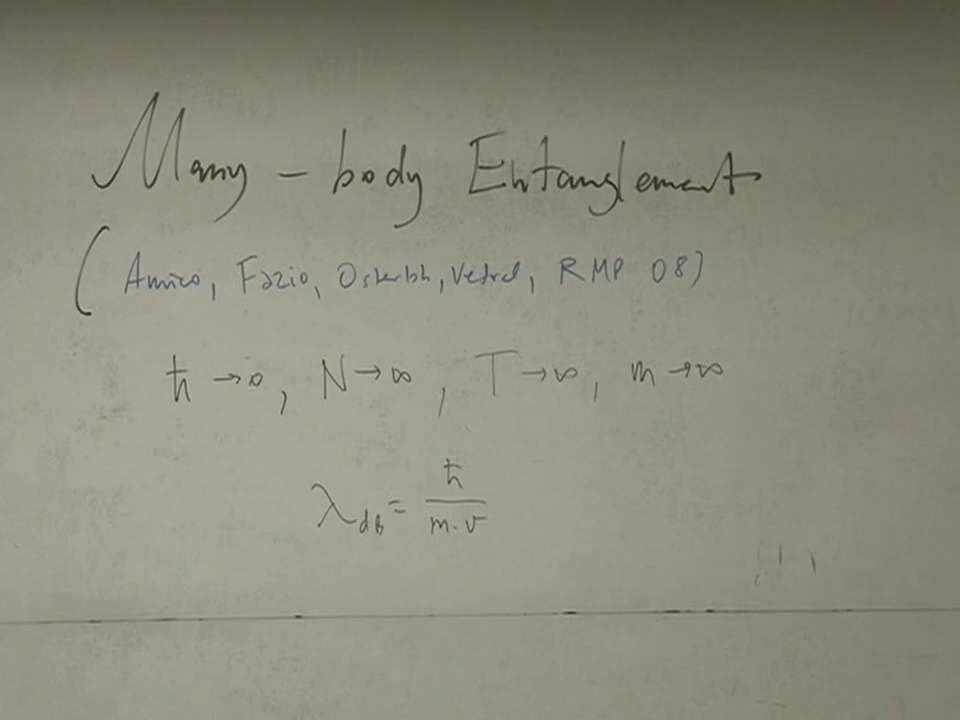 Many-body Entanglement
(Amico, Fazio, Osterloh, Vedral, RMP 08)
ħ → 0, N → ∞, T → ∞, m → ∞
λ_dB = ħ / m·v